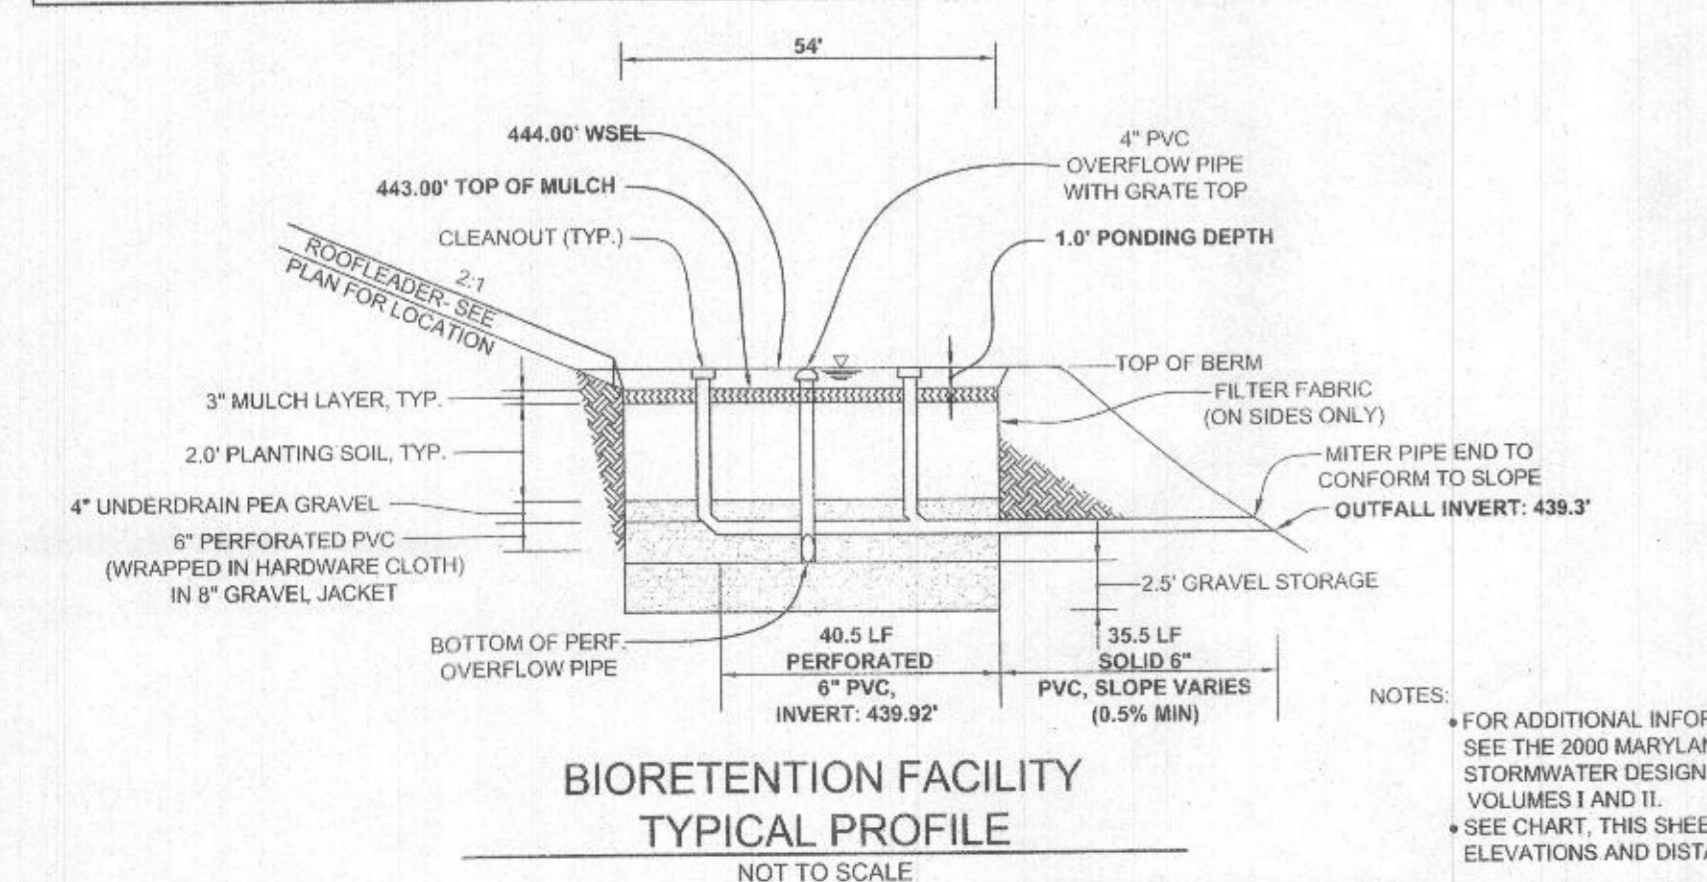 54'
444.00' WSEL
443.00' TOP OF MULCH
CLEANOUT (TYP.)
4" PVC
OVERFLOW PIPE
WITH GRATE TOP
1.0' PONDING DEPTH
2:1
ROOFLEADER- SEE
PLAN FOR LOCATION
TOP OF BERM
FILTER FABRIC
(ON SIDES ONLY)
3" MULCH LAYER, TYP.
2.0' PLANTING SOIL, TYP.
4" UNDERDRAIN PEA GRAVEL
6" PERFORATED PVC
(WRAPPED IN HARDWARE CLOTH)
IN 8" GRAVEL JACKET
MITER PIPE END TO
CONFORM TO SLOPE
OUTFALL INVERT: 439.3'
2.5' GRAVEL STORAGE
BOTTOM OF PERF.
OVERFLOW PIPE
40.5 LF
PERFORATED
6" PVC,
INVERT: 439.92'
35.5 LF
SOLID 6"
PVC, SLOPE VARIES
(0.5% MIN)
BIORETENTION FACILITY
TYPICAL PROFILE
NOT TO SCALE
NOTES:
• FOR ADDITIONAL INFOR
SEE THE 2000 MARYLAN
STORMWATER DESIGN
VOLUMES I AND II.
• SEE CHART, THIS SHEE
ELEVATIONS AND DISTA